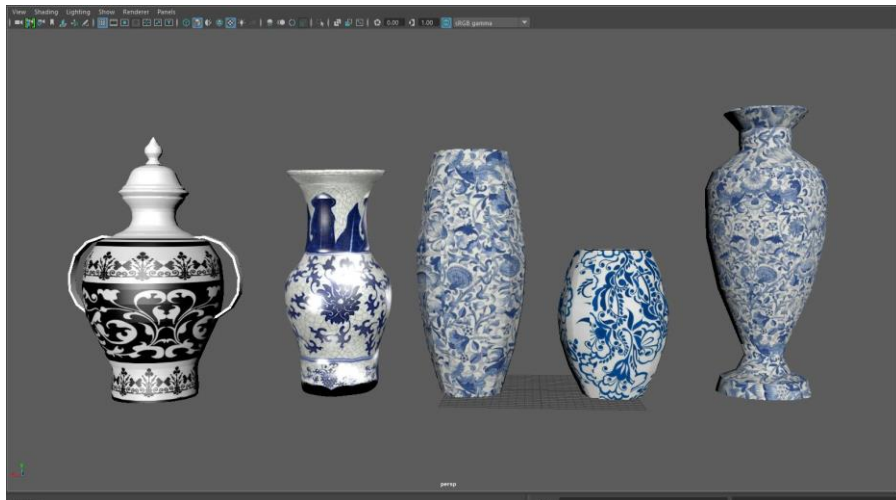 View Shading Lighting Show Renderer Panels
0.00 1.00 sRGB gamma
persp